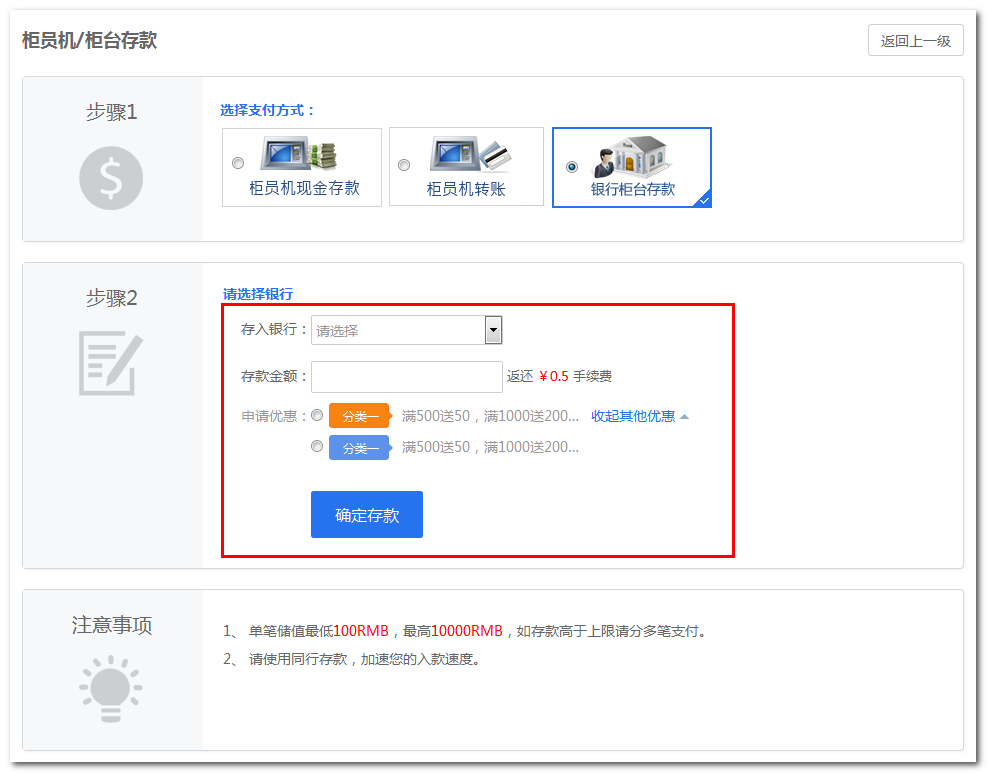 柜员机/柜台存款
返回上一级
步骤1
选择支付方式：
柜员机现金存款
柜员机转账
银行柜台存款
步骤2
请选择银行
存入银行：请选择
存款金额： 返还 ￥0.5 手续费
申请优惠： 分类一 满500送50，满1000送200... 收起其他优惠
分类一 满500送50，满1000送200...
确定存款
注意事项
1、 单笔储值最低100RMB，最高10000RMB，如存款高于上限请分多笔支付。
2、 请使用同行存款，加速您的入款速度。